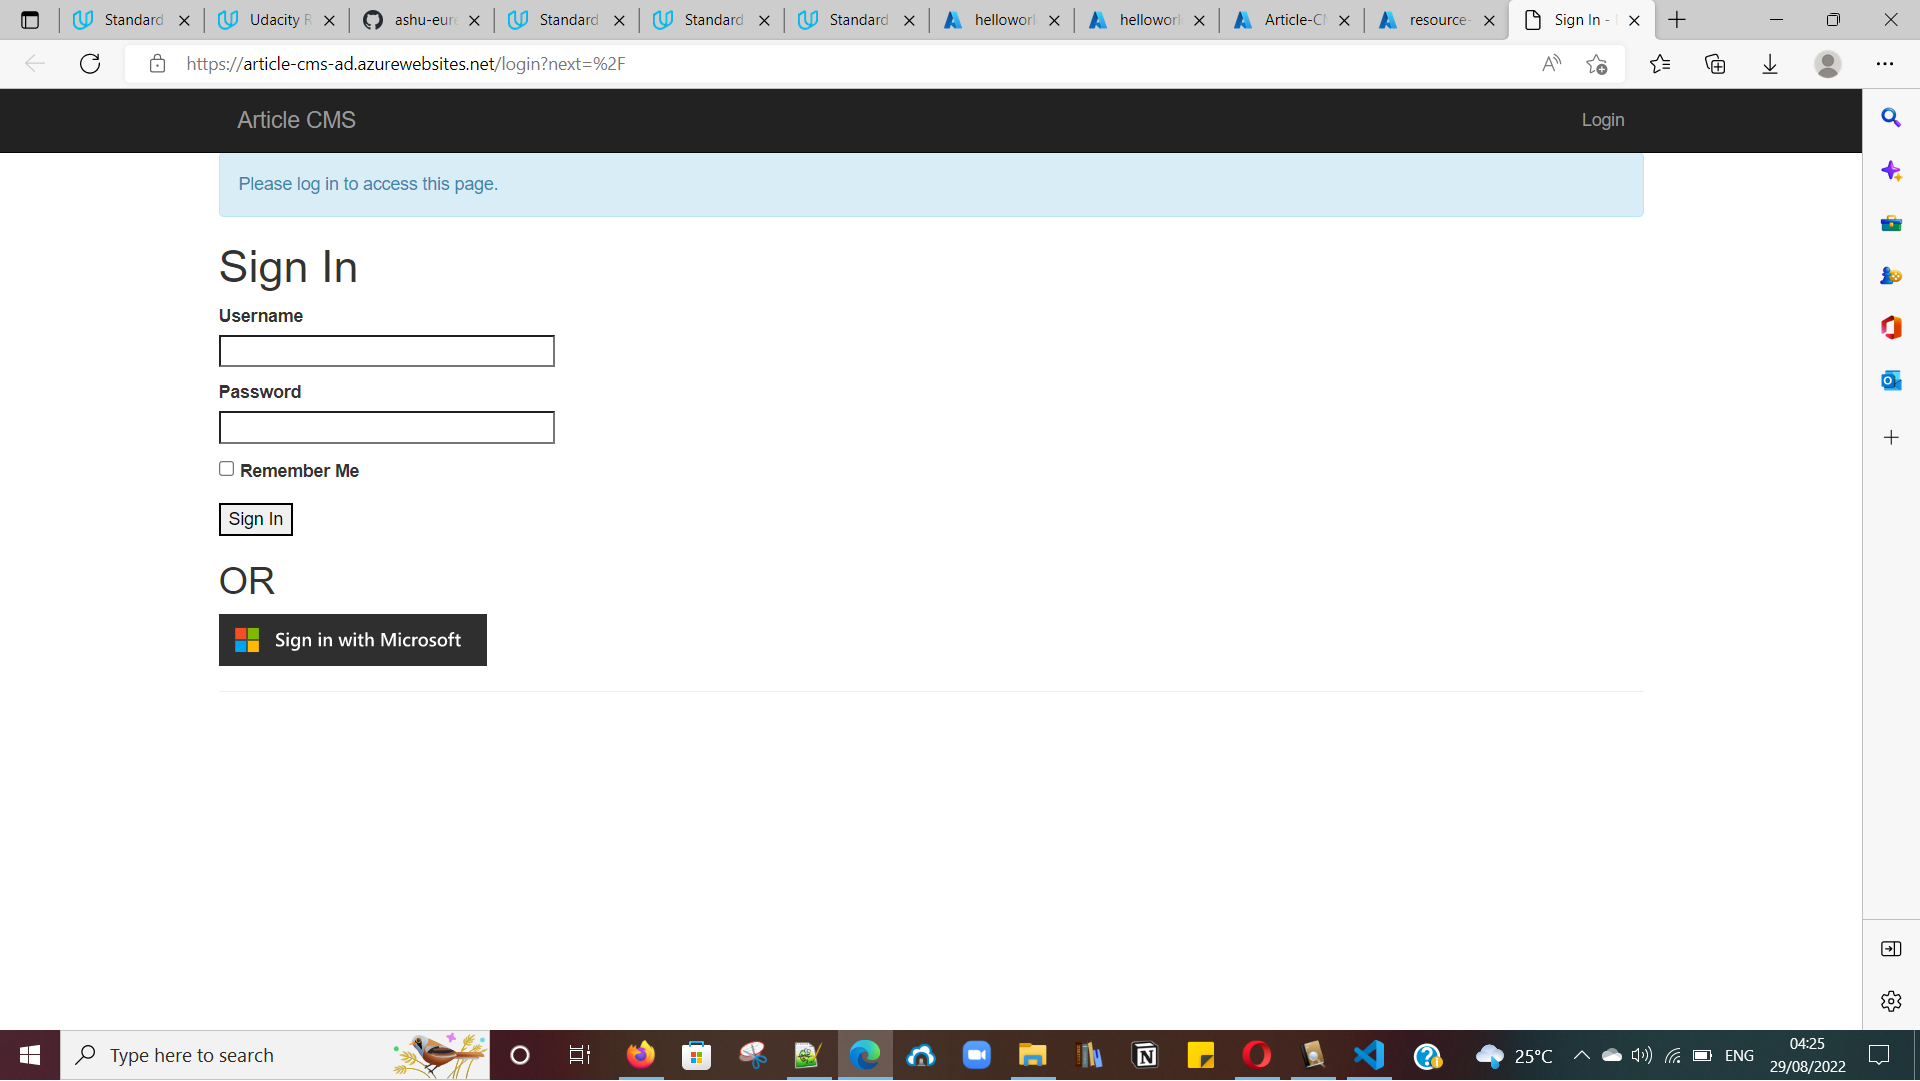 Standard
Udacity R
ashu-eure
Standard
Standard
Standard
hellowor
hellowor
Article-C
resource-
Sign In -
https://article-cms-ad.azurewebsites.net/login?next=%2F
Article CMS
Login
Please log in to access this page.
Sign In
Username
Password
Remember Me
Sign In
OR
Sign in with Microsoft
Type here to search
25°C
ENG
04:25
29/08/2022